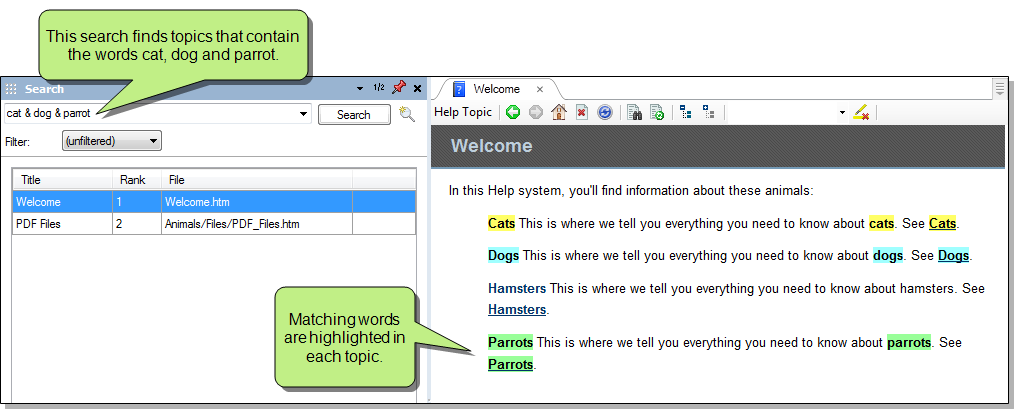 This search finds topics that contain
the words cat, dog and parrot.
Search
1/2
cat & dog & parrot
Search
Filter:
(unfiltered)
Title Rank File
Welcome 1 Welcome.htm
PDF Files 2 Animals/Files/PDF_Files.htm
Matching words
are highlighted in
each topic.
Welcome
Help Topic
Welcome
In this Help system, you'll find information about these animals:
Cats This is where we tell you everything you need to know about cats. See Cats.
Dogs This is where we tell you everything you need to know about dogs. See Dogs.
Hamsters This is where we tell you everything you need to know about hamsters. See
Hamsters.
Parrots This is where we tell you everything you need to know about parrots. See
Parrots.